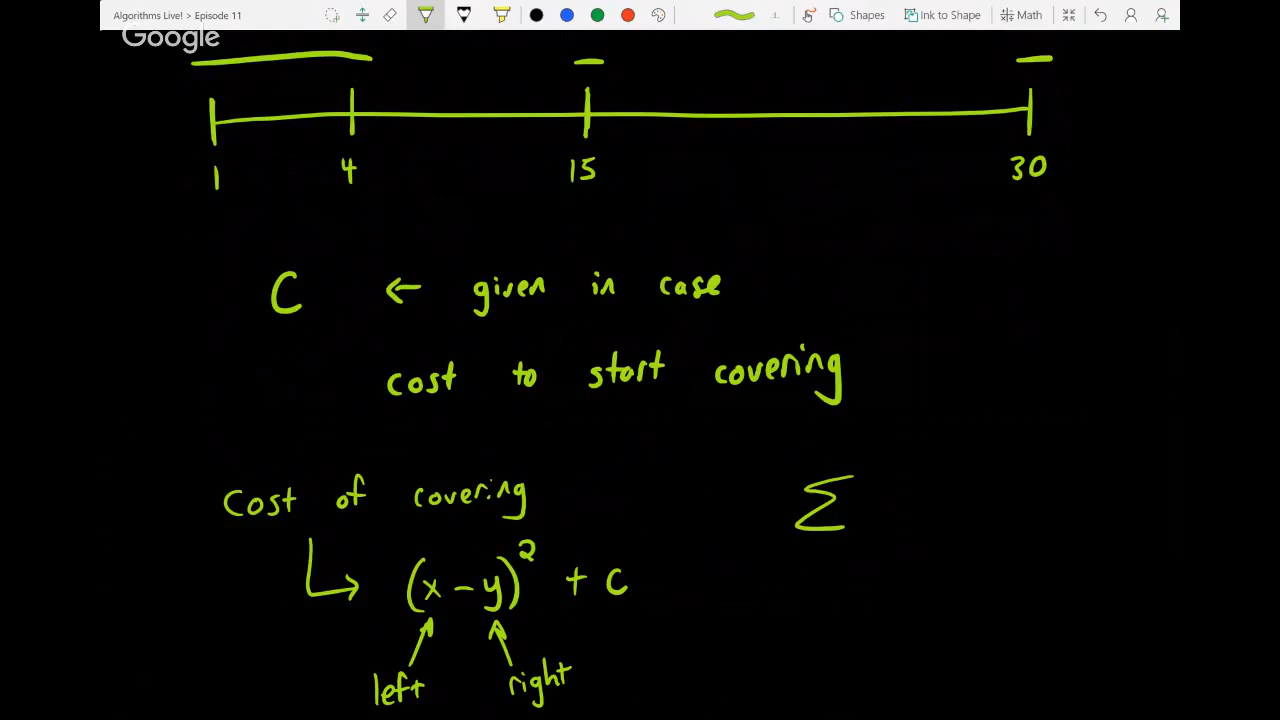 Algorithms Live! > Episode 11
Shapes
Ink to Shape
Math
Google
1 4 15 30
C ← given in case
cost to start covering
Cost of covering
Σ
(x - y)² + C
left right